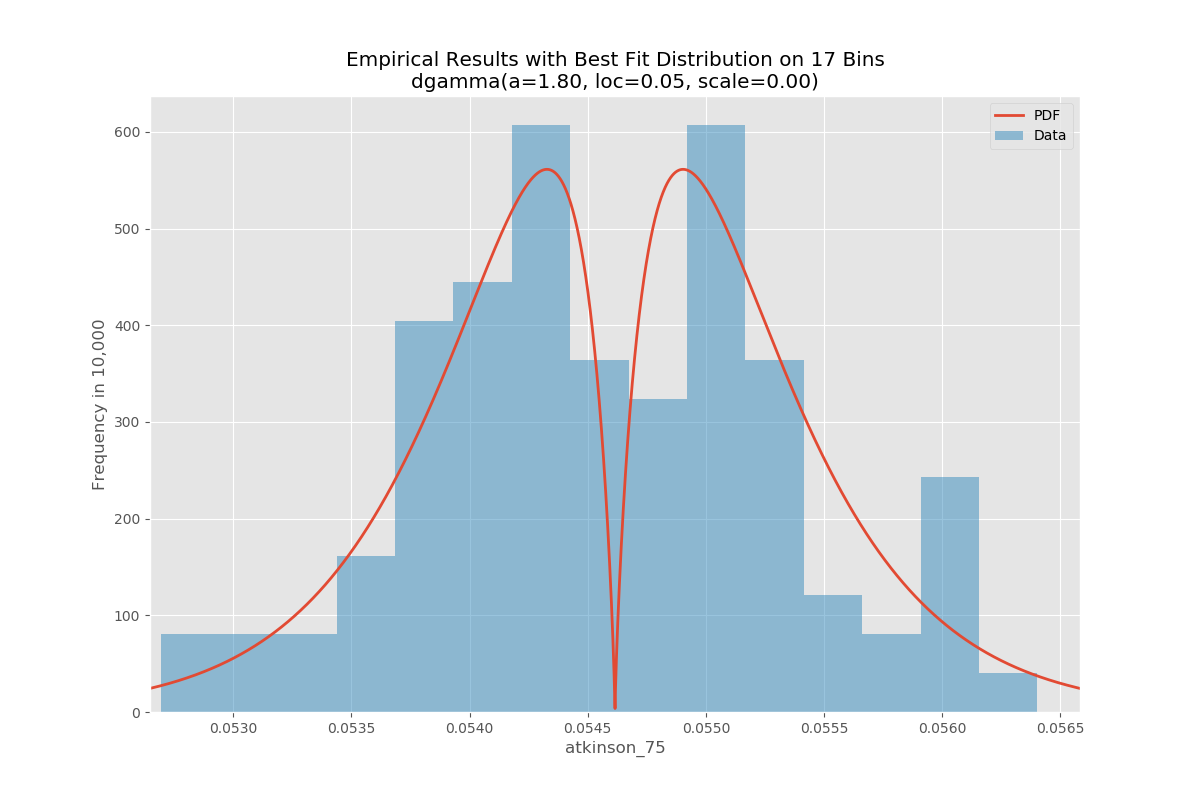 Empirical Results with Best Fit Distribution on 17 Bins
dgamma(a=1.80, loc=0.05, scale=0.00)
PDF
Data
600
500
400
300
200
100
0
Frequency in 10,000
0.0530 0.0535 0.0540 0.0545 0.0550 0.0555 0.0560 0.0565
atkinson_75